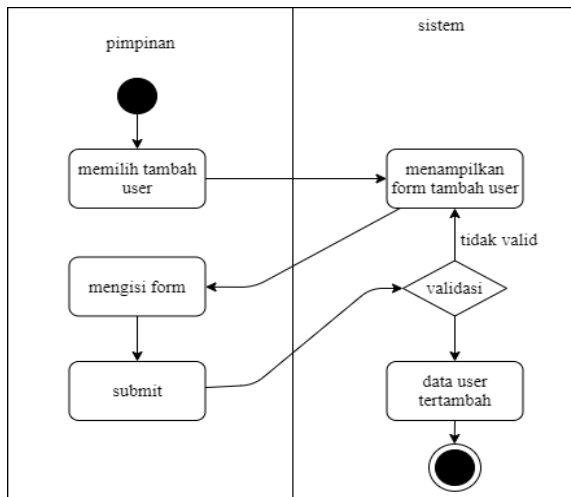 pimpinan
sistem
memilih tambah
user
menampilkan
form tambah user
tidak valid
mengisi form
validasi
submit
data user
tertambah